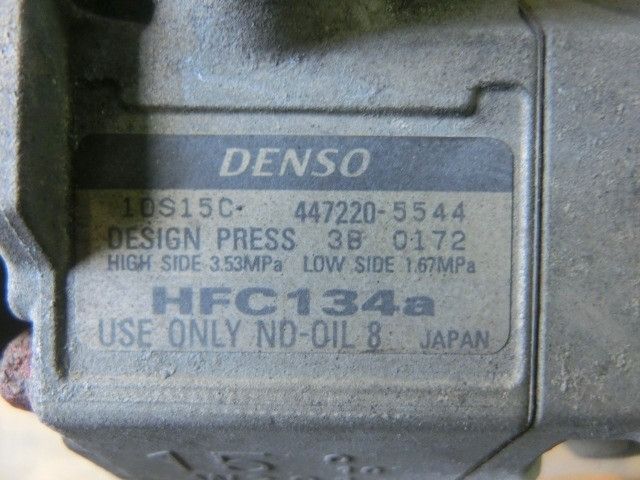 DENSO
10S15C 447220-5544
DESIGN PRESS 3B 0172
HIGH SIDE 3.53MPa LOW SIDE 1.67MPa
HFC134a
USE ONLY ND-OIL 8 JAPAN
15